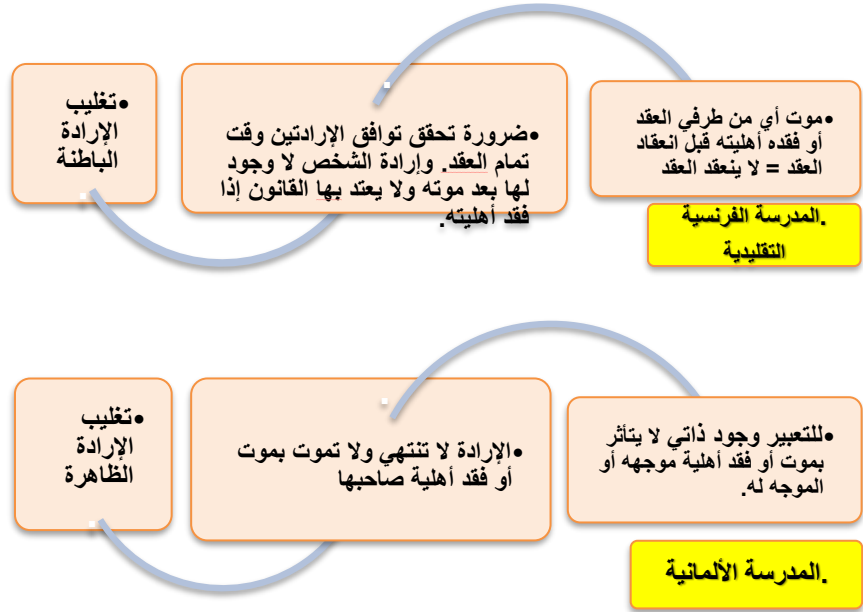 •موت أي من طرفي العقد
أو فقده أهليته قبل انعقاد
العقد = لا ينعقد العقد
.المدرسة الفرنسية
التقليدية
•ضرورة تحقق توافق الإرادتين وقت
تمام العقد. وإرادة الشخص لا وجود
لها بعد موته ولا يعتد بها القانون إذا
فقد أهليته.
•تغليب
الإرادة
الباطنة
•للتعبير وجود ذاتي لا يتأثر
بموت أو فقد أهلية موجهه أو
الموجه له.
.المدرسة الألمانية
•الإرادة لا تنتهي ولا تموت بموت
أو فقد أهلية صاحبها
•تغليب
الإرادة
الظاهرة